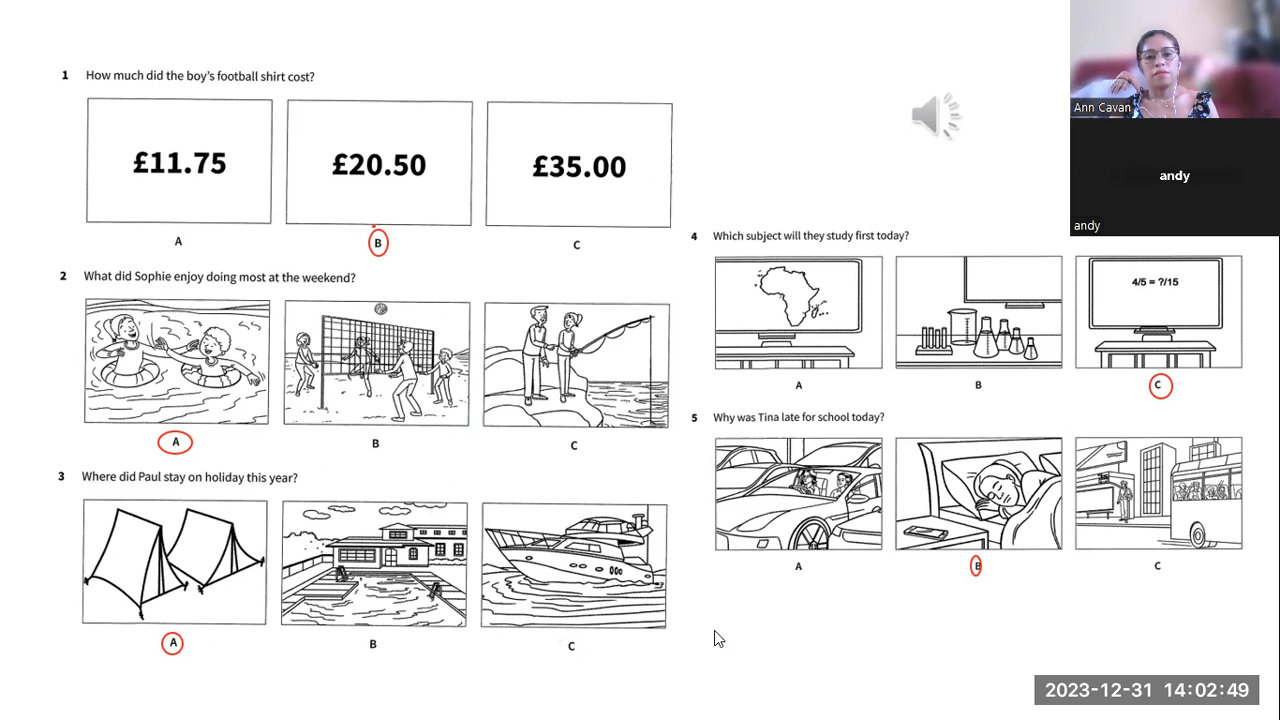 1 How much did the boy's football shirt cost?
£11.75 £20.50 £35.00
A B C
2 What did Sophie enjoy doing most at the weekend?
A B C
3 Where did Paul stay on holiday this year?
A B C
4 Which subject will they study first today?
4/5 = ?/15
A B C
5 Why was Tina late for school today?
A B C
Ann Cavan
andy
andy
2023-12-31 14:02:49